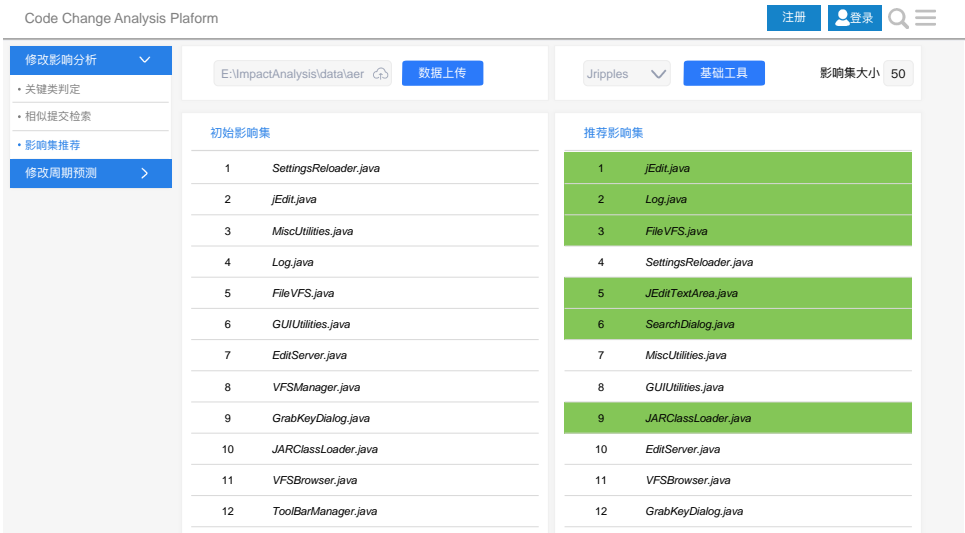 Code Change Analysis Plaform
注册
登录
修改影响分析
• 关键类判定
• 相似提交检索
• 影响集推荐
修改周期预测
E:\ImpactAnalysis\data\aer
数据上传
Jripples
基础工具
影响集大小 50
初始影响集
1 SettingsReloader.java
2 jEdit.java
3 MiscUtilities.java
4 Log.java
5 FileVFS.java
6 GUIUtilities.java
7 EditServer.java
8 VFSManager.java
9 GrabKeyDialog.java
10 JARClassLoader.java
11 VFSBrowser.java
12 ToolBarManager.java
推荐影响集
1 jEdit.java
2 Log.java
3 FileVFS.java
4 SettingsReloader.java
5 JEditTextArea.java
6 SearchDialog.java
7 MiscUtilities.java
8 GUIUtilities.java
9 JARClassLoader.java
10 EditServer.java
11 VFSBrowser.java
12 GrabKeyDialog.java